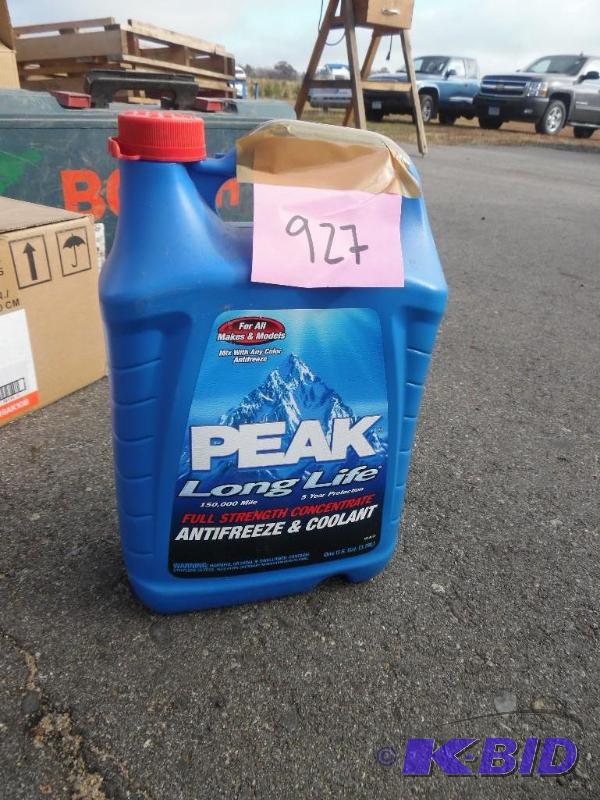 927
For All
Makes & Models
Mix With Any Color
Antifreeze
PEAK
Long Life
150,000 Mile 5 Year Protection
FULL STRENGTH CONCENTRATE
ANTIFREEZE & COOLANT
WARNING:
© K-BID